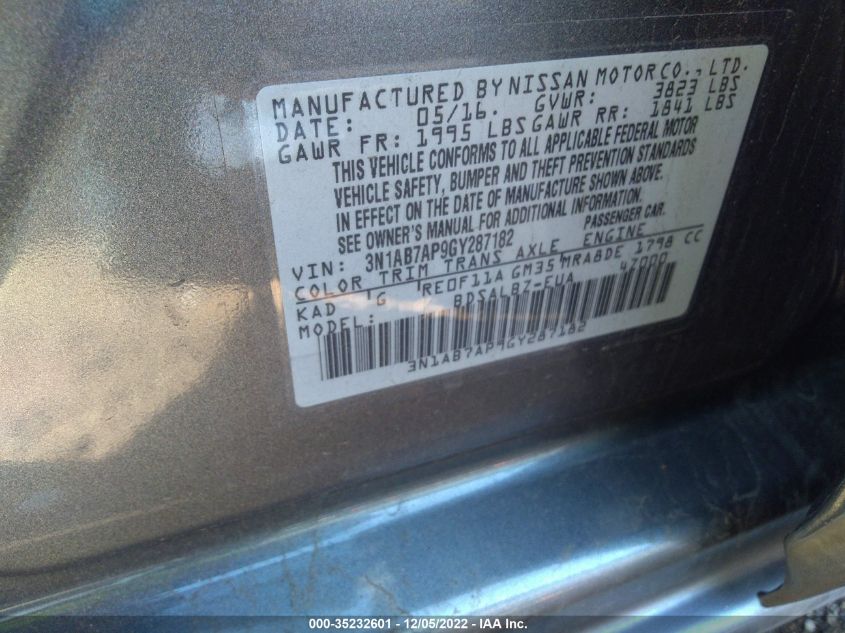 MANUFACTURED BY NISSAN MOTOR CO., LTD.
DATE: 05/16. GVWR: 3823 LBS
GAWR FR: 1995 LBS GAWR RR: 1841 LBS
THIS VEHICLE CONFORMS TO ALL APPLICABLE FEDERAL MOTOR
VEHICLE SAFETY, BUMPER AND THEFT PREVENTION STANDARDS
IN EFFECT ON THE DATE OF MANUFACTURE SHOWN ABOVE.
SEE OWNER'S MANUAL FOR ADDITIONAL INFORMATION.
VIN: 3N1AB7AP9GY287182 PASSENGER CAR.
COLOR TRIM TRANS AXLE ENGINE
KAD G RE0F11A GM35 MRA8DE 1798 CC
MODEL: BDSALBZ-EUA 47000
3N1AB7AP9GY287182
000-35232601 - 12/05/2022 - IAA Inc.